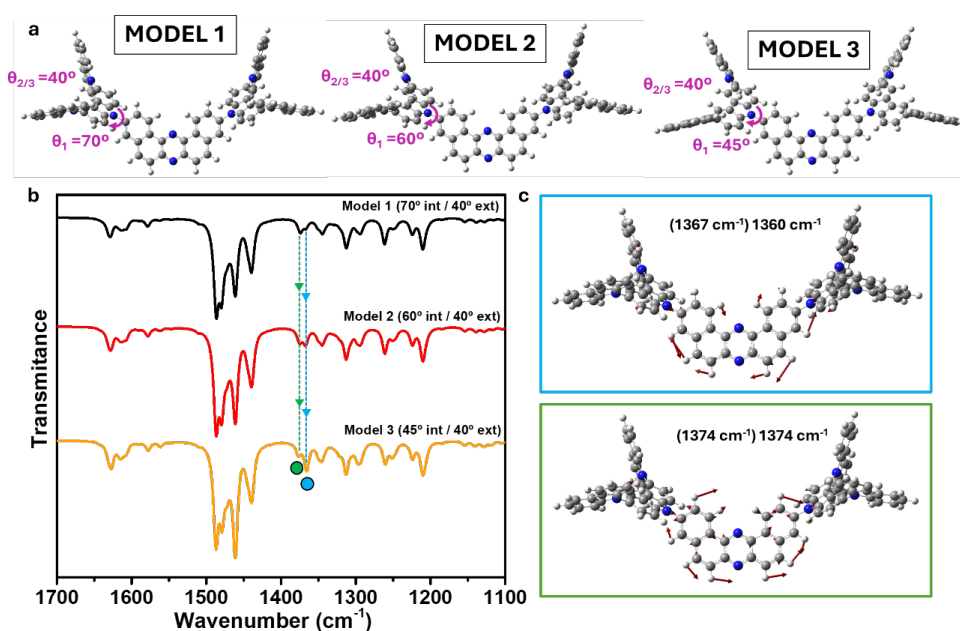 a
MODEL 1
MODEL 2
MODEL 3
θ2/3 =40º
θ1 = 70º
θ2/3 =40º
θ1 = 60º
θ2/3 =40º
θ1 = 45º
b
Model 1 (70º int / 40º ext)
Model 2 (60º int / 40º ext)
Model 3 (45º int / 40º ext)
Transmitance
1700 1600 1500 1400 1300 1200 1100
Wavenumber (cm-1)
c
(1367 cm-1) 1360 cm-1
(1374 cm-1) 1374 cm-1